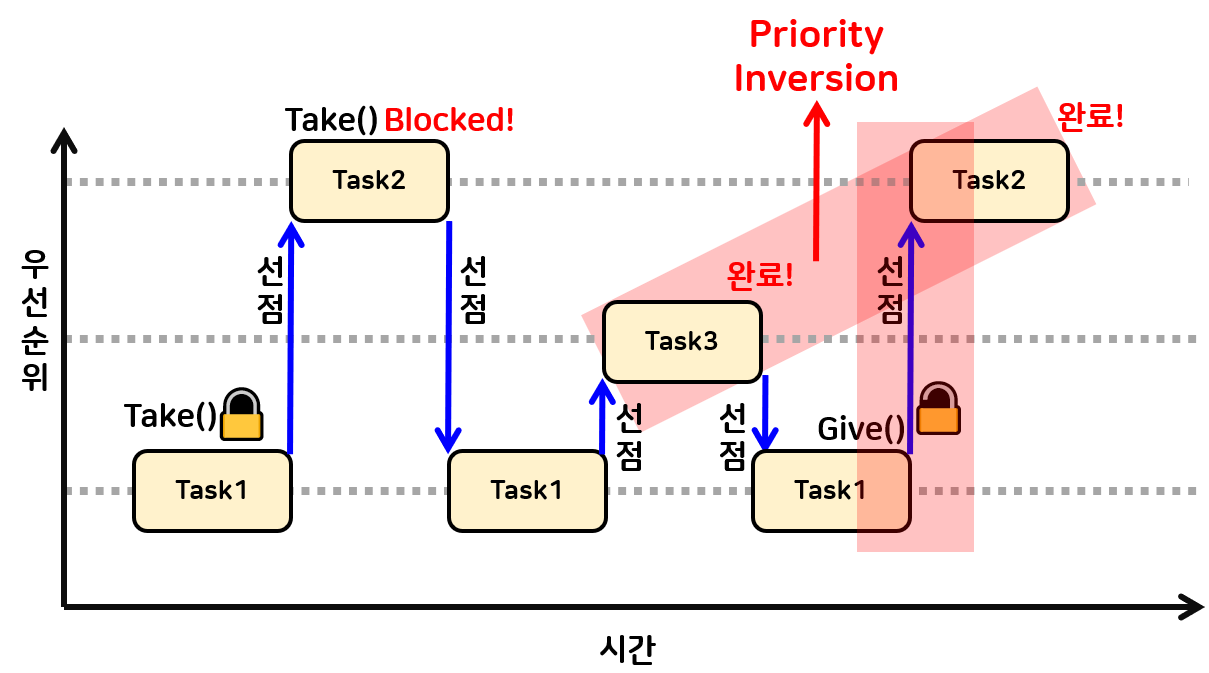 Priority
Inversion
Take() Blocked!
완료!
Task2
Task2
우선순위
선점
선점
선점
완료!
Task3
Take()
선점
선점
Give()
Task1
Task1
Task1
시간